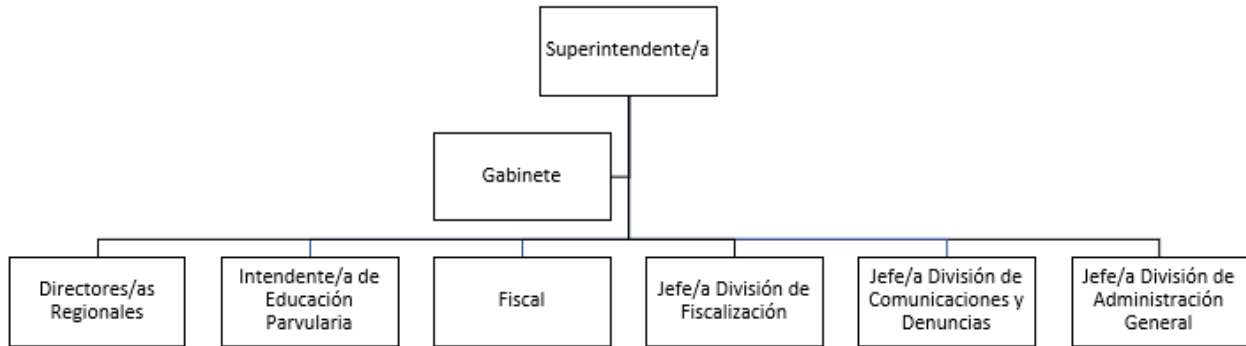 Superintendente/a
Gabinete
Directores/as
Regionales
Intendente/a de
Educación
Parvularia
Fiscal
Jefe/a División de
Fiscalización
Jefe/a División de
Comunicaciones y
Denuncias
Jefe/a División de
Administración
General